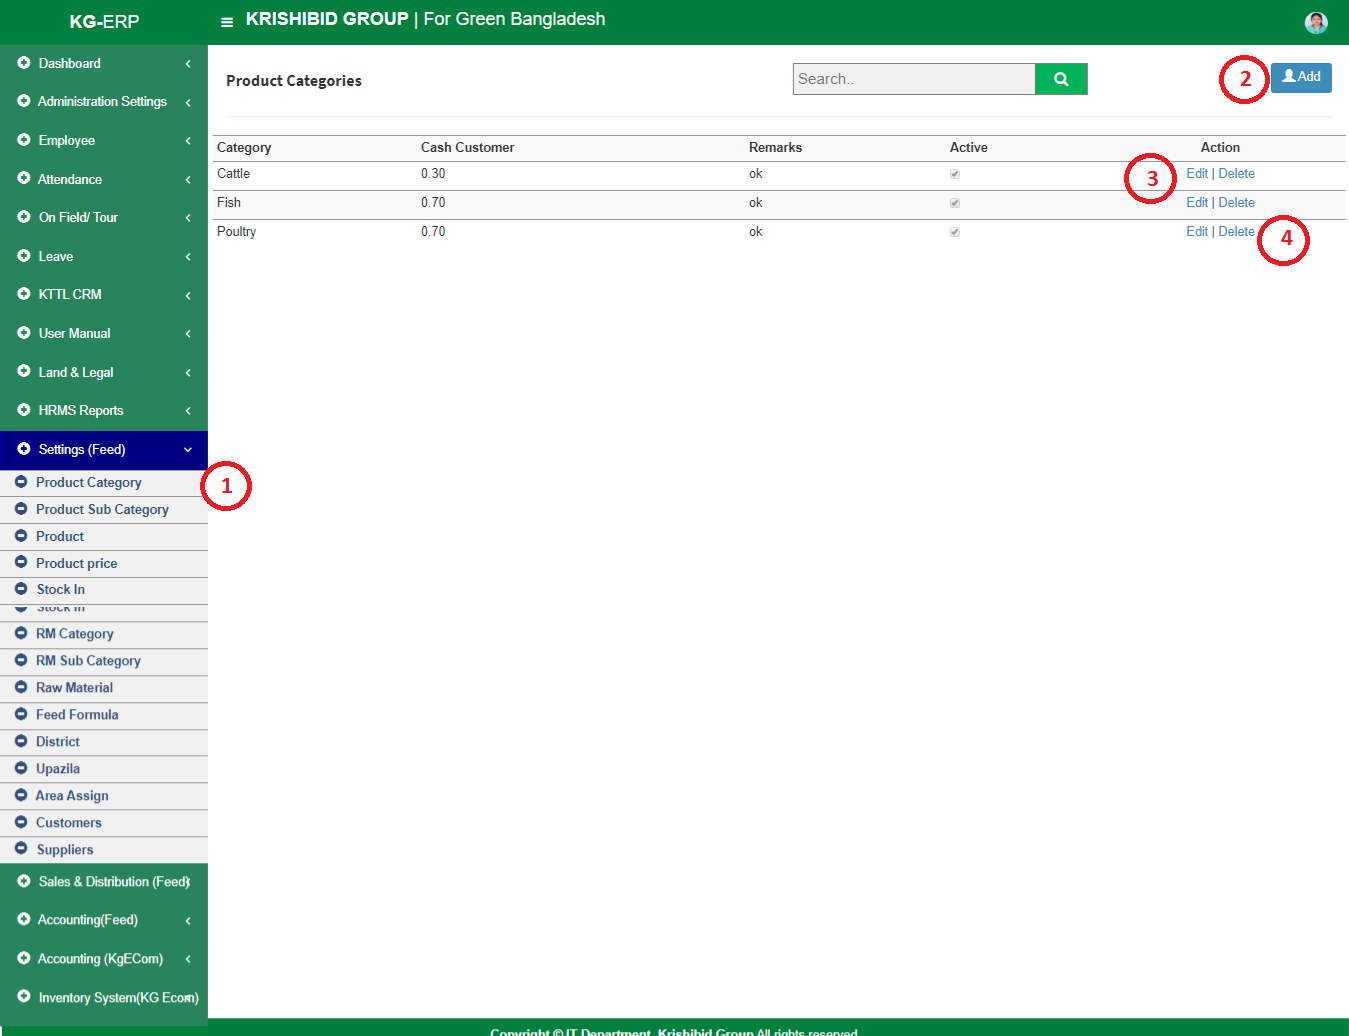 KG-ERP
KRISHIBID GROUP | For Green Bangladesh
Dashboard
Administration Settings
Employee
Attendance
On Field/ Tour
Leave
KTTL CRM
User Manual
Land & Legal
HRMS Reports
Settings (Feed)
Product Category
Product Sub Category
Product
Product price
Stock In
Stock In
RM Category
RM Sub Category
Raw Material
Feed Formula
District
Upazila
Area Assign
Customers
Suppliers
Sales & Distribution (Feed)
Accounting(Feed)
Accounting (KgECom)
Inventory System(KG Ecom)
1
Product Categories
Search..
2
Add
Category Cash Customer Remarks Active Action
Cattle 0.30 ok Edit | Delete
3
Fish 0.70 ok Edit | Delete
Poultry 0.70 ok Edit | Delete
4
Copyright © IT Department, Krishibid Group All rights reserved